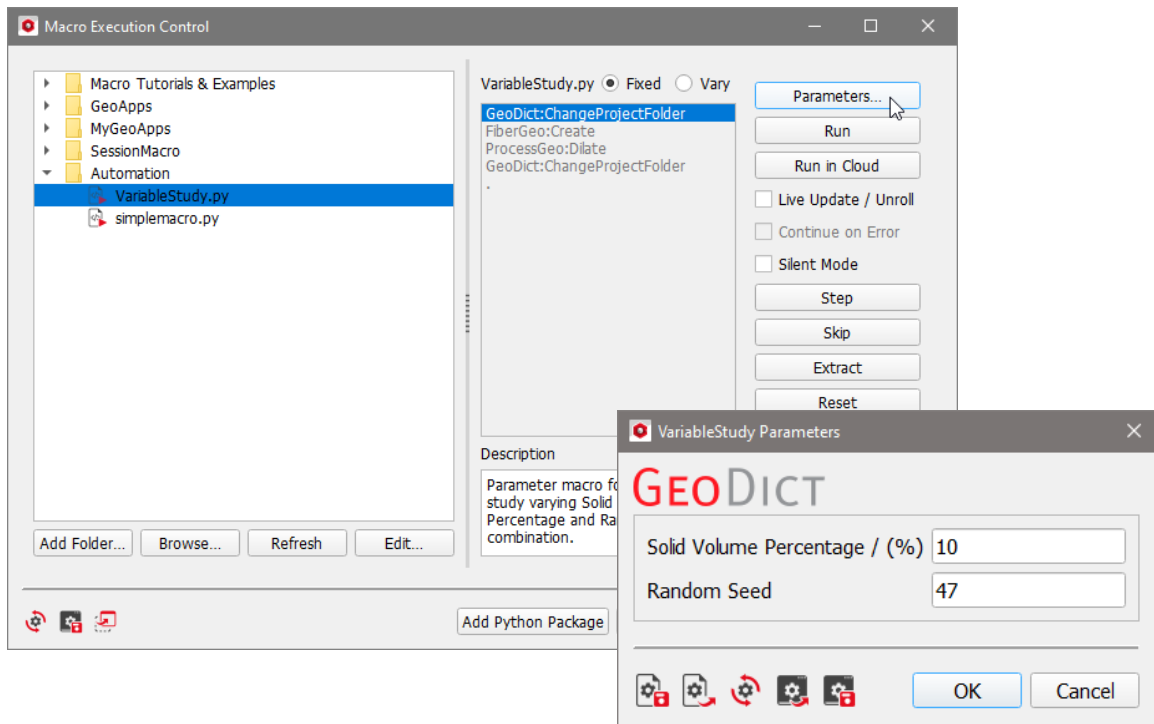 Macro Execution Control
Macro Tutorials & Examples
GeoApps
MyGeoApps
SessionMacro
Automation
VariableStudy.py
simplemacro.py
Add Folder...
Browse...
Refresh
Edit...
VariableStudy.py
Fixed
Vary
GeoDict:ChangeProjectFolder
FiberGeo:Create
ProcessGeo:Dilate
GeoDict:ChangeProjectFolder
.
Description
Parameter macro fo
study varying Solid
Percentage and Ra
combination.
Parameters...
Run
Run in Cloud
Live Update / Unroll
Continue on Error
Silent Mode
Step
Skip
Extract
Reset
Add Python Package
VariableStudy Parameters
GEODICT
Solid Volume Percentage / (%) 10
Random Seed 47
OK
Cancel